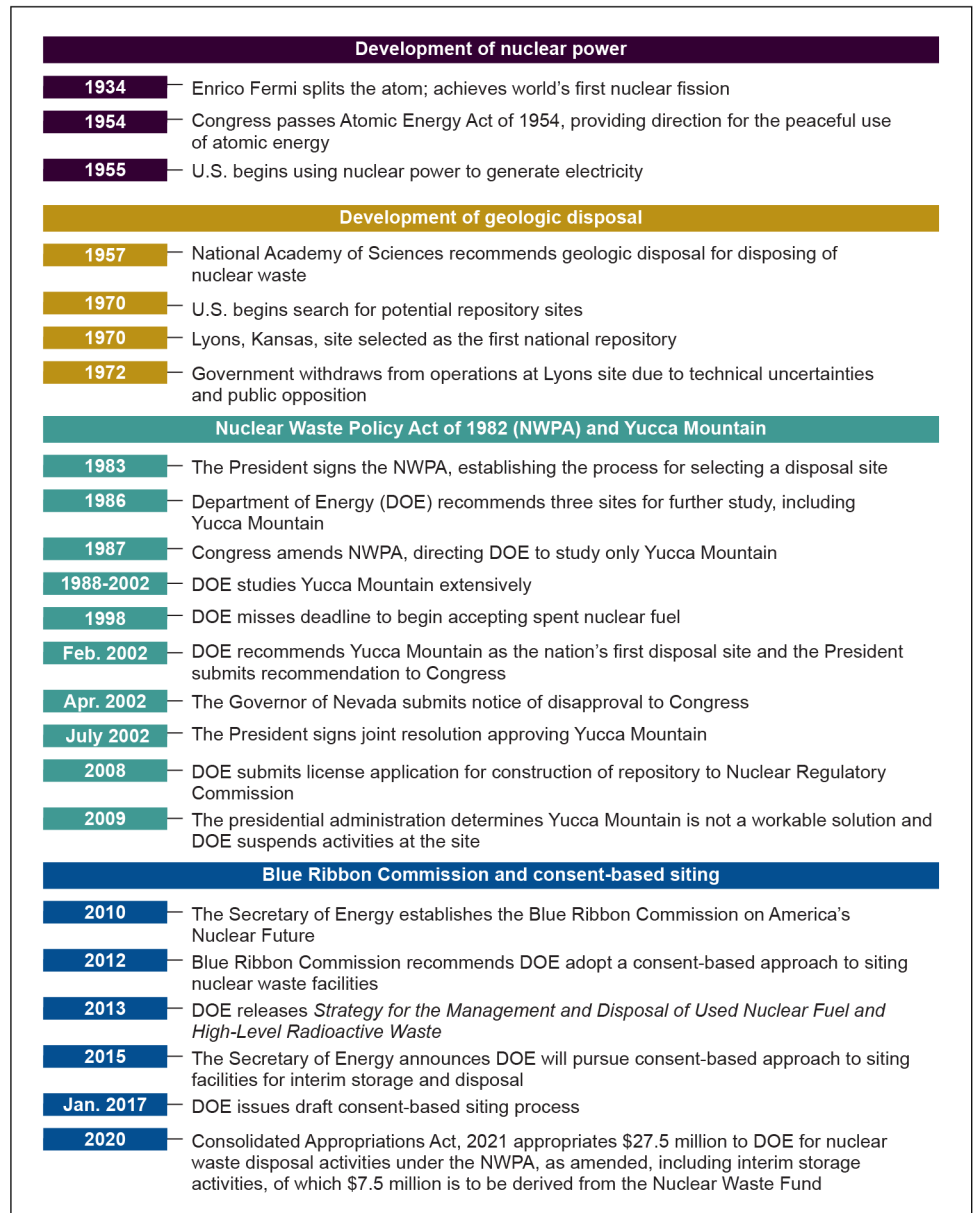 Development of nuclear power
1934 Enrico Fermi splits the atom; achieves world's first nuclear fission
1954 Congress passes Atomic Energy Act of 1954, providing direction for the peaceful use
of atomic energy
1955 U.S. begins using nuclear power to generate electricity
Development of geologic disposal
1957 National Academy of Sciences recommends geologic disposal for disposing of
nuclear waste
1970 U.S. begins search for potential repository sites
1970 Lyons, Kansas, site selected as the first national repository
1972 Government withdraws from operations at Lyons site due to technical uncertainties
and public opposition
Nuclear Waste Policy Act of 1982 (NWPA) and Yucca Mountain
1983 The President signs the NWPA, establishing the process for selecting a disposal site
1986 Department of Energy (DOE) recommends three sites for further study, including
Yucca Mountain
1987 Congress amends NWPA, directing DOE to study only Yucca Mountain
1988-2002 DOE studies Yucca Mountain extensively
1998 DOE misses deadline to begin accepting spent nuclear fuel
Feb. 2002 DOE recommends Yucca Mountain as the nation's first disposal site and the President
submits recommendation to Congress
Apr. 2002 The Governor of Nevada submits notice of disapproval to Congress
July 2002 The President signs joint resolution approving Yucca Mountain
2008 DOE submits license application for construction of repository to Nuclear Regulatory
Commission
2009 The presidential administration determines Yucca Mountain is not a workable solution and
DOE suspends activities at the site
Blue Ribbon Commission and consent-based siting
2010 The Secretary of Energy establishes the Blue Ribbon Commission on America's
Nuclear Future
2012 Blue Ribbon Commission recommends DOE adopt a consent-based approach to siting
nuclear waste facilities
2013 DOE releases Strategy for the Management and Disposal of Used Nuclear Fuel and
High-Level Radioactive Waste
2015 The Secretary of Energy announces DOE will pursue consent-based approach to siting
facilities for interim storage and disposal
Jan. 2017 DOE issues draft consent-based siting process
2020 Consolidated Appropriations Act, 2021 appropriates $27.5 million to DOE for nuclear
waste disposal activities under the NWPA, as amended, including interim storage
activities, of which $7.5 million is to be derived from the Nuclear Waste Fund